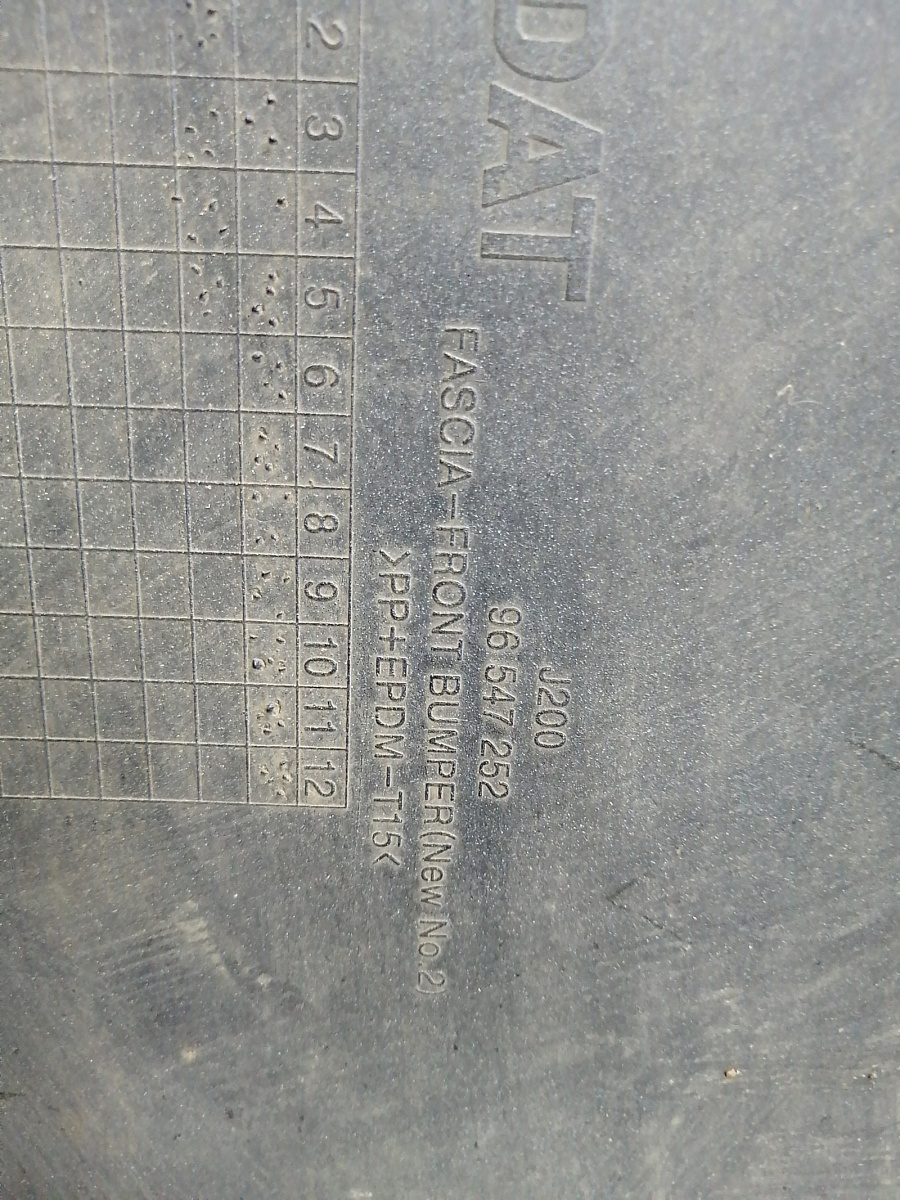 DAT
J200
96 547 252
FASCIA-FRONT BUMPER(New No.2)
>PP+EPDM-T15<
2 3 4 5 6 7 8 9 10 11 12